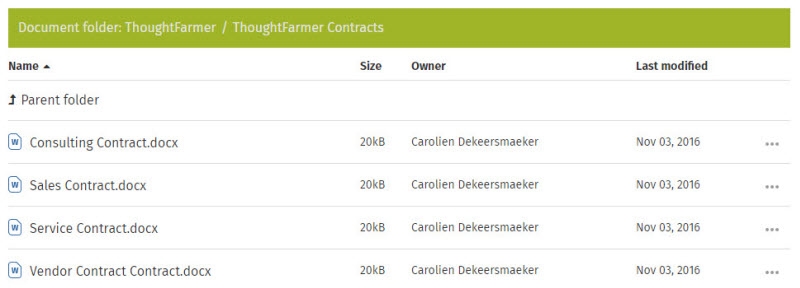 Document folder: ThoughtFarmer / ThoughtFarmer Contracts
Name Size Owner Last modified
Parent folder
W Consulting Contract.docx 20kB Carolien Dekeersmaeker Nov 03, 2016
W Sales Contract.docx 20kB Carolien Dekeersmaeker Nov 03, 2016
W Service Contract.docx 20kB Carolien Dekeersmaeker Nov 03, 2016
W Vendor Contract Contract.docx 20kB Carolien Dekeersmaeker Nov 03, 2016